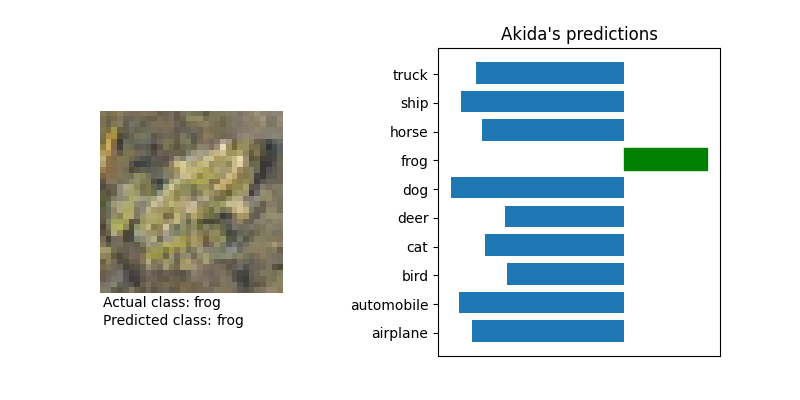 Akida's predictions
truck
ship
horse
frog
dog
deer
cat
bird
automobile
airplane
Actual class: frog
Predicted class: frog